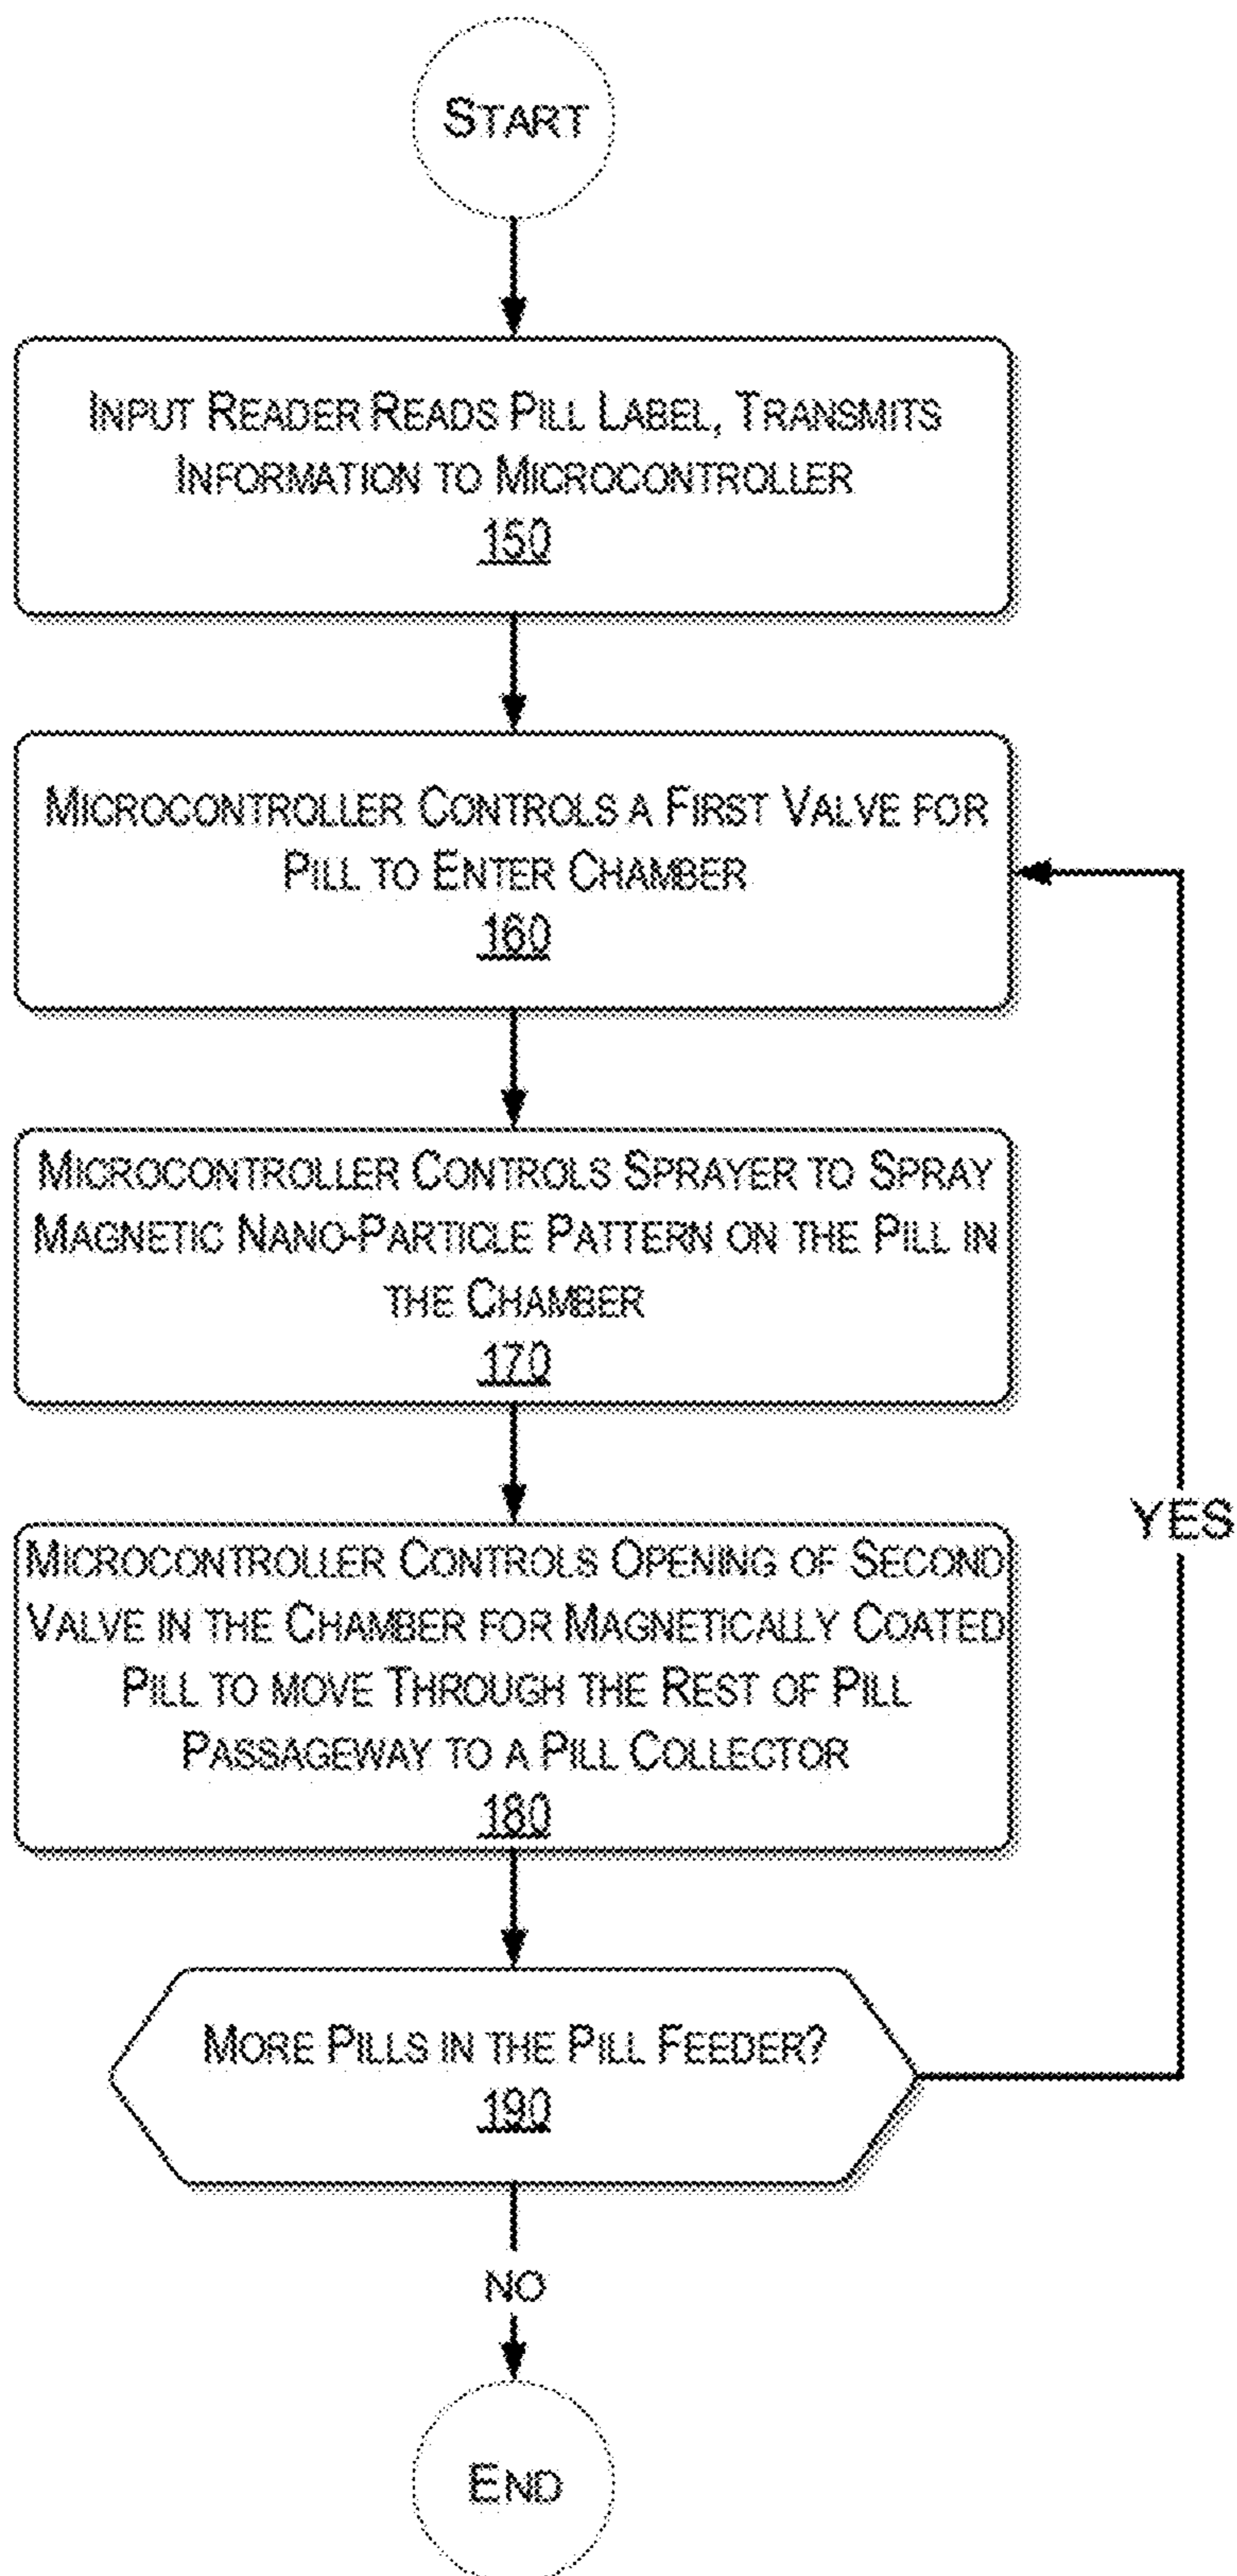 START
INPUT READER READS PILL LABEL, TRANSMITS
INFORMATION TO MICROCONTROLLER
150
MICROCONTROLLER CONTROLS A FIRST VALVE FOR
PILL TO ENTER CHAMBER
160
MICROCONTROLLER CONTROLS SPRAYER TO SPRAY
MAGNETIC NANO-PARTICLE PATTERN ON THE PILL IN
THE CHAMBER
170
MICROCONTROLLER CONTROLS OPENING OF SECOND
VALVE IN THE CHAMBER FOR MAGNETICALLY COATED
PILL TO MOVE THROUGH THE REST OF PILL
PASSAGEWAY TO A PILL COLLECTOR
180
YES
MORE PILLS IN THE PILL FEEDER?
190
NO
END